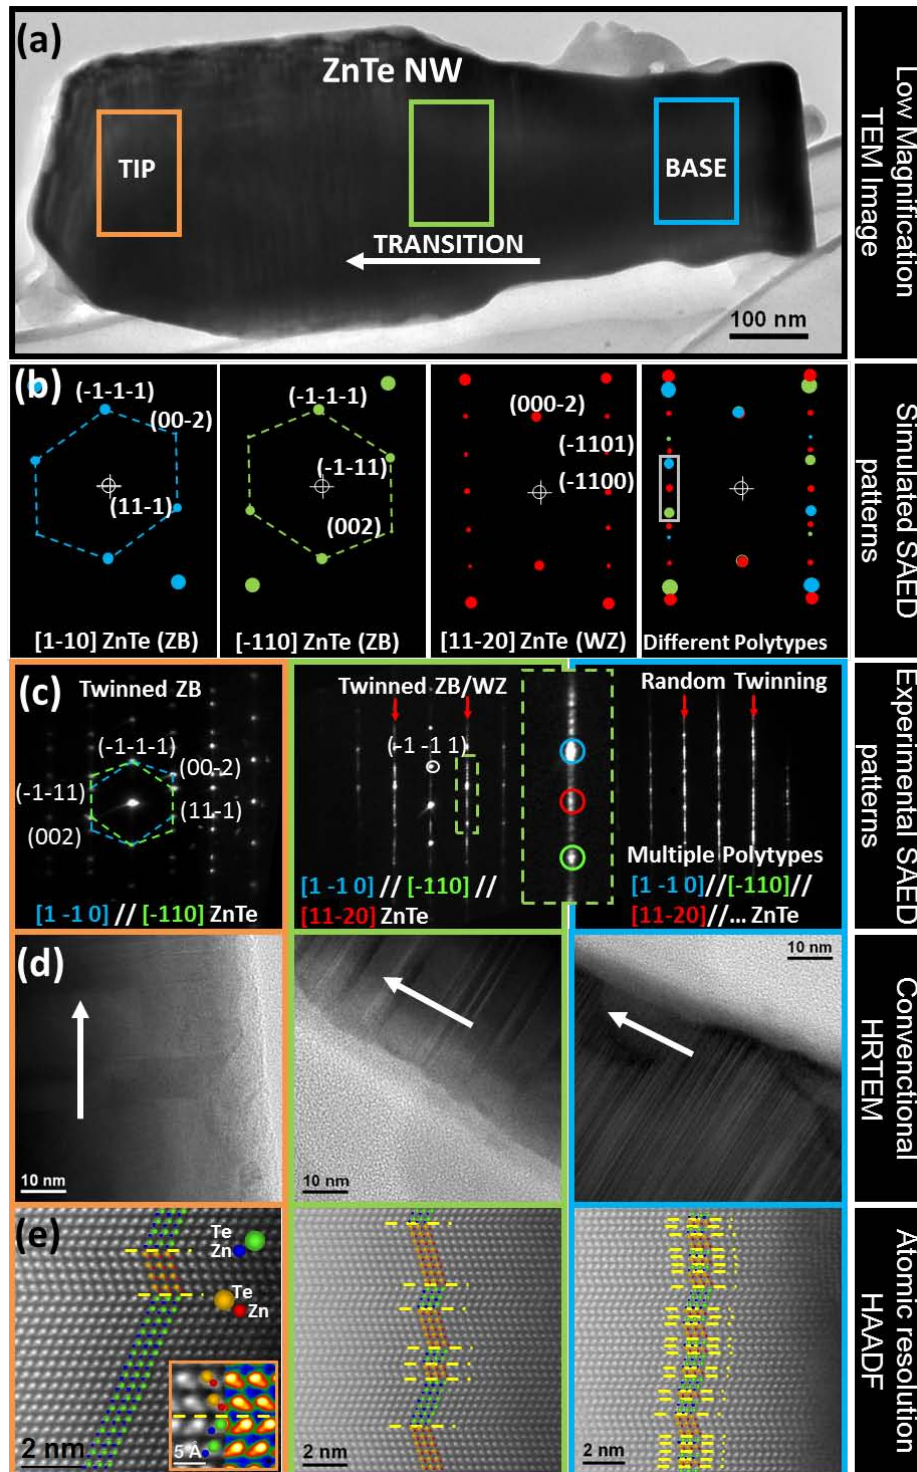 (a)
ZnTe NW
TIP
BASE
TRANSITION
100 nm
Low Magnification
TEM Image
(b)
(-1-1-1)
(00-2)
(11-1)
[1-10] ZnTe (ZB)
(-1-1-1)
(-1-11)
(002)
[-110] ZnTe (ZB)
(000-2)
(-1101)
(-1100)
[11-20] ZnTe (WZ)
Different Polytypes
Simulated SAED
patterns
(c)
Twinned ZB
(-1-1-1)
(00-2)
(-1-11)
(11-1)
(002)
[1 -1 0] // [-110] ZnTe
Twinned ZB/WZ
(-1 -1 1)
[1 -1 0] // [-110] //
[11-20] ZnTe
Random Twinning
Multiple Polytypes
[1 -1 0]//[-110]//
[11-20]//... ZnTe
Experimental SAED
patterns
(d)
10 nm
10 nm
10 nm
Convenctional
HRTEM
(e)
Te
Zn
Te
Zn
5 Å
2 nm
2 nm
2 nm
Atomic resolution
HAADF